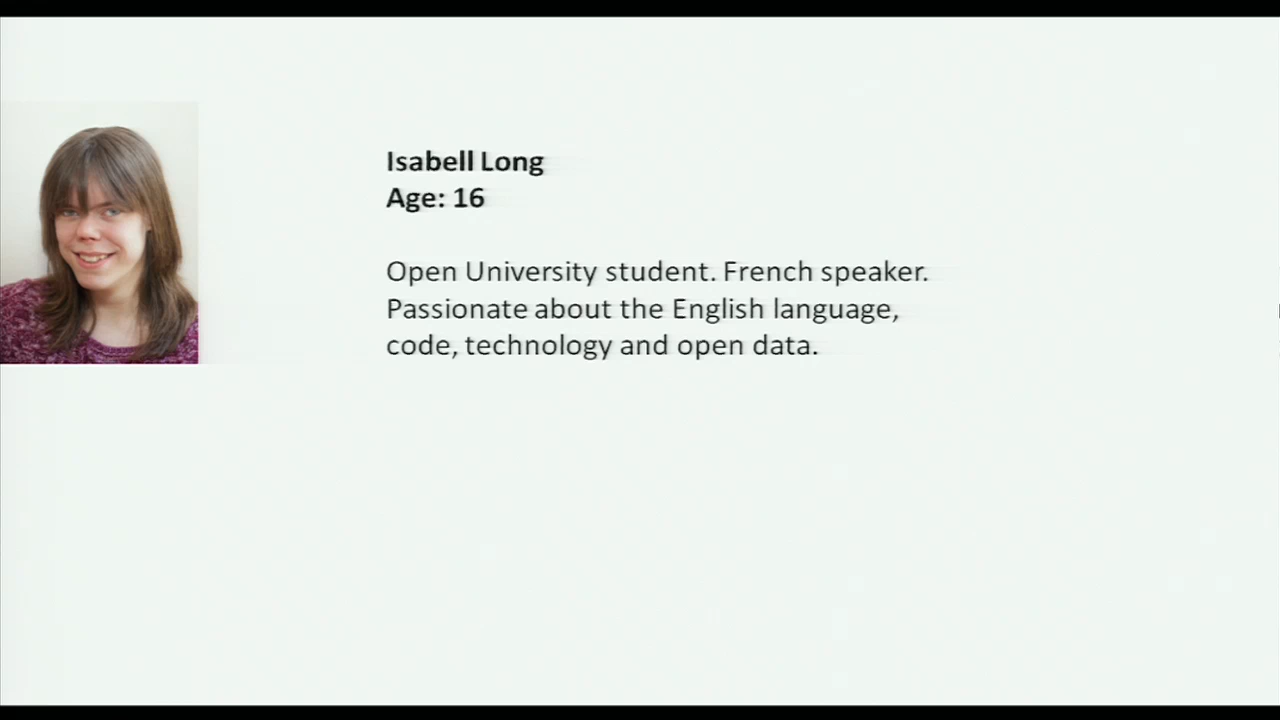 Isabell Long
Age: 16
Open University student. French speaker.
Passionate about the English language,
code, technology and open data.